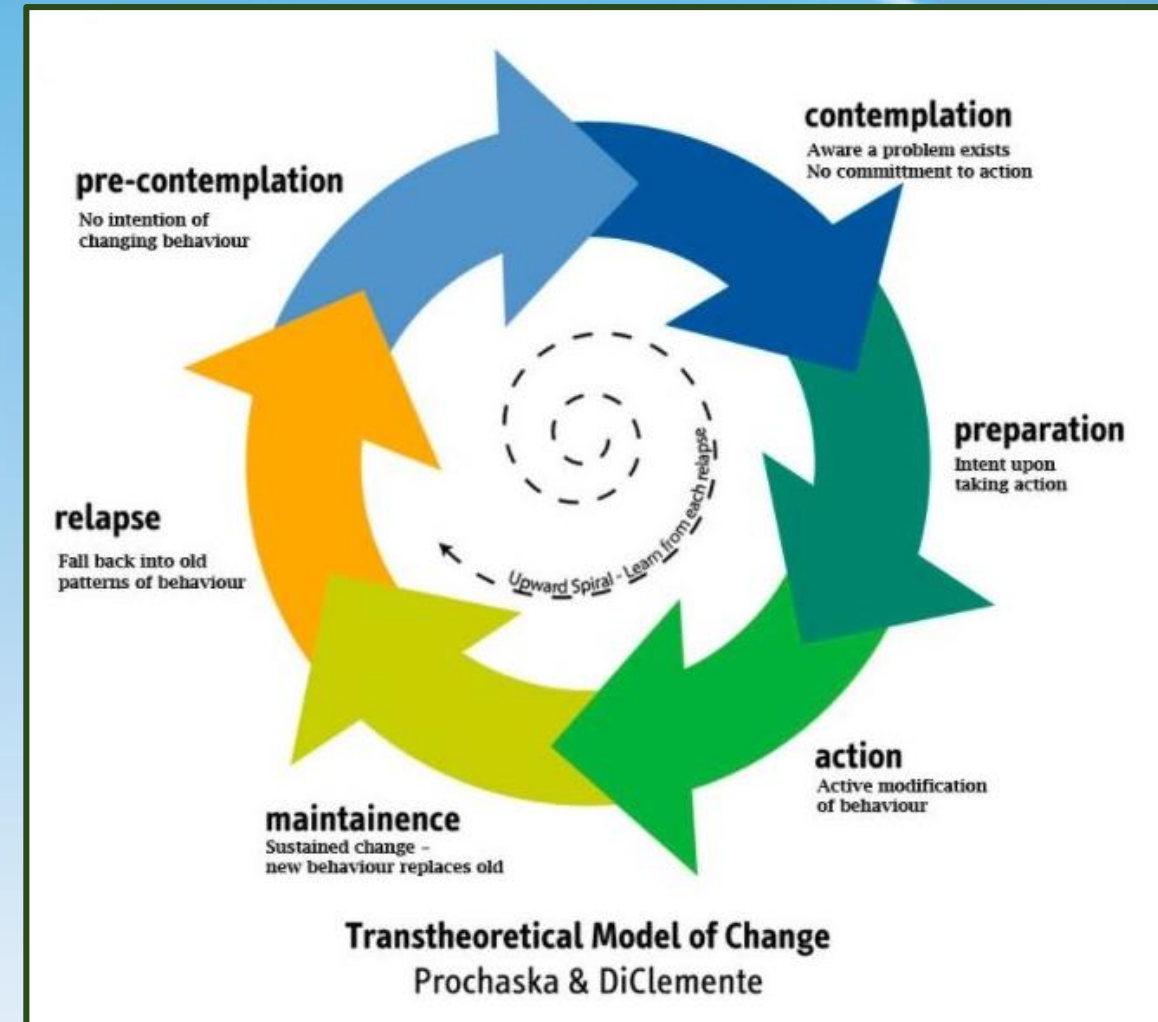 contemplation
Aware a problem exists
No committment to action
pre-contemplation
No intention of
changing behaviour
preparation
Intent upon
taking action
relapse
Fall back into old
patterns of behaviour
Upward Spiral - Learn from each relapse
action
Active modification
of behaviour
maintainence
Sustained change –
new behaviour replaces old
Transtheoretical Model of Change
Prochaska & DiClemente